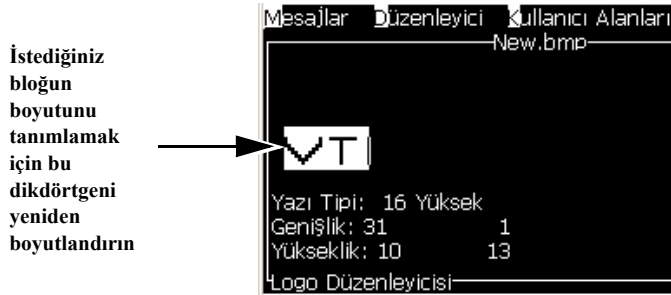 İstediğiniz
bloğun
boyutunu
tanımlamak
için bu
dikdörtgeni
yeniden
boyutlandırın
Mesajlar Düzenleyici Kullanıcı Alanları
New.bmp
VT
Yazı Tipi: 16 Yüksek
Genişlik: 31 1
Yükseklik: 10 13
Logo Düzenleyicisi